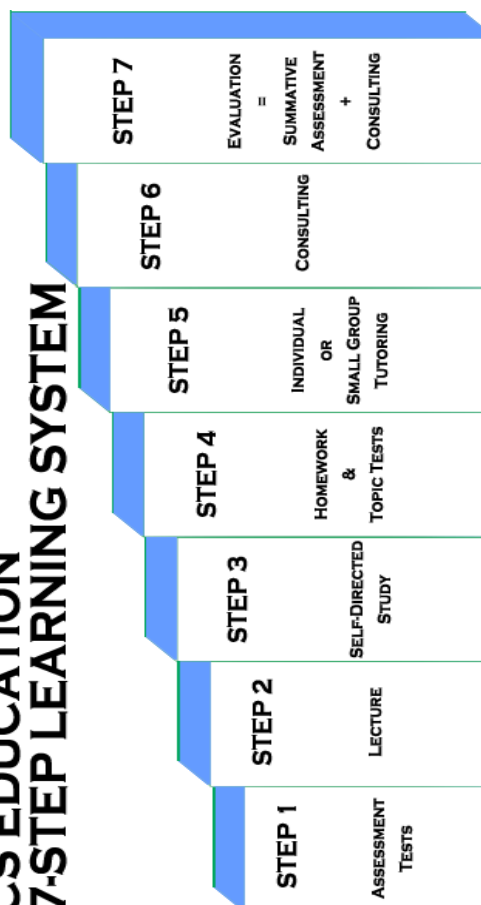 CS EDUCATION
7-STEP LEARNING SYSTEM
STEP 1
ASSESSMENT
TESTS
STEP 2
LECTURE
STEP 3
SELF-DIRECTED
STUDY
STEP 4
HOMEWORK
&
TOPIC TESTS
STEP 5
INDIVIDUAL
OR
SMALL GROUP
TUTORING
STEP 6
CONSULTING
STEP 7
EVALUATION
=
SUMMATIVE
ASSESSMENT
+
CONSULTING